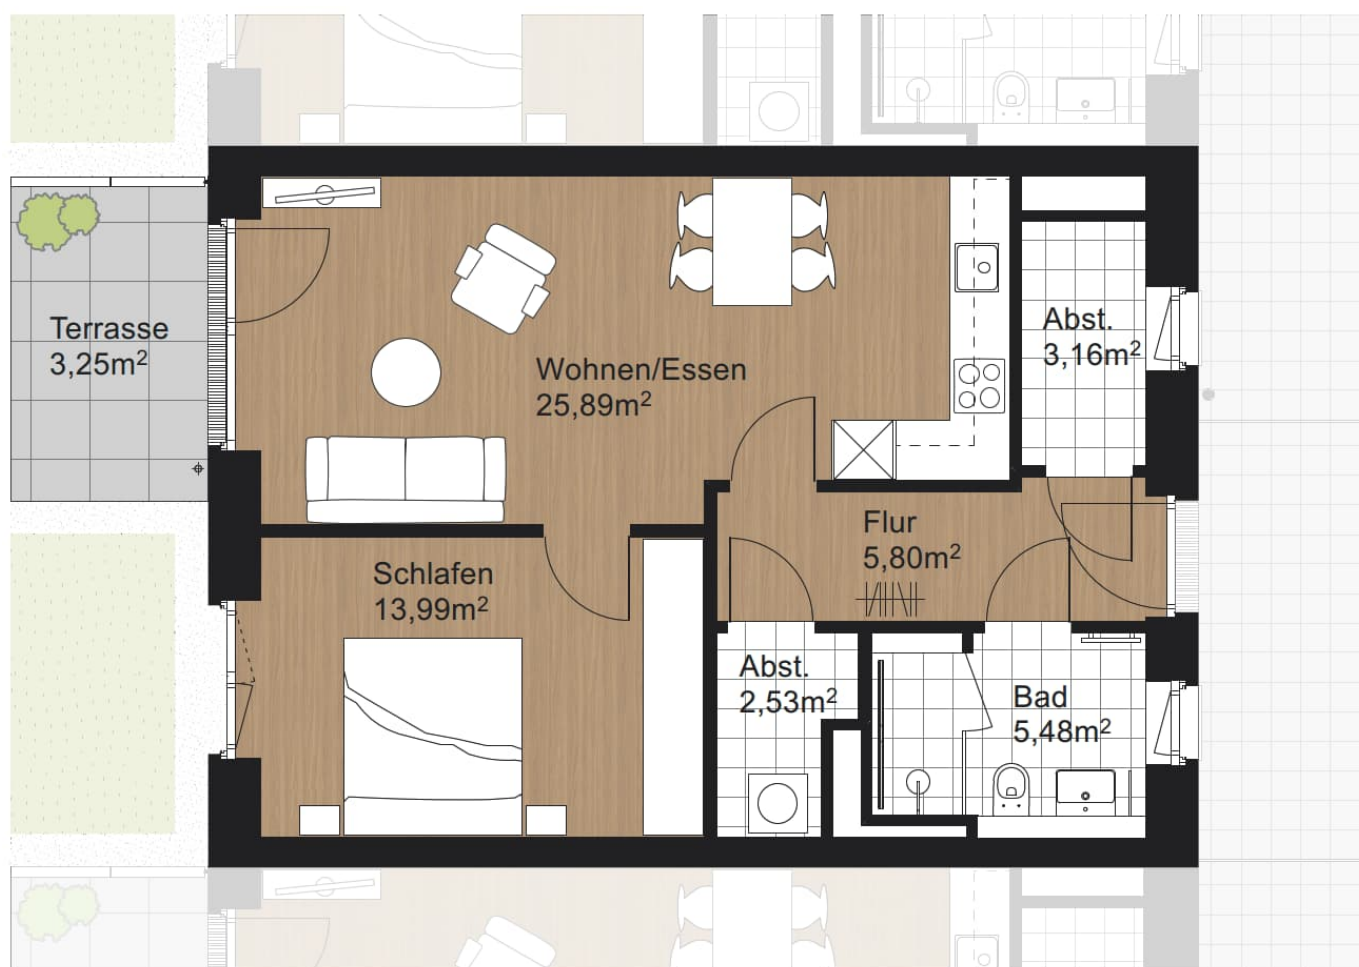 Terrasse
3,25m²
Wohnen/Essen
25,89m²
Abst.
3,16m²
Flur
5,80m²
Schlafen
13,99m²
Abst.
2,53m²
Bad
5,48m²